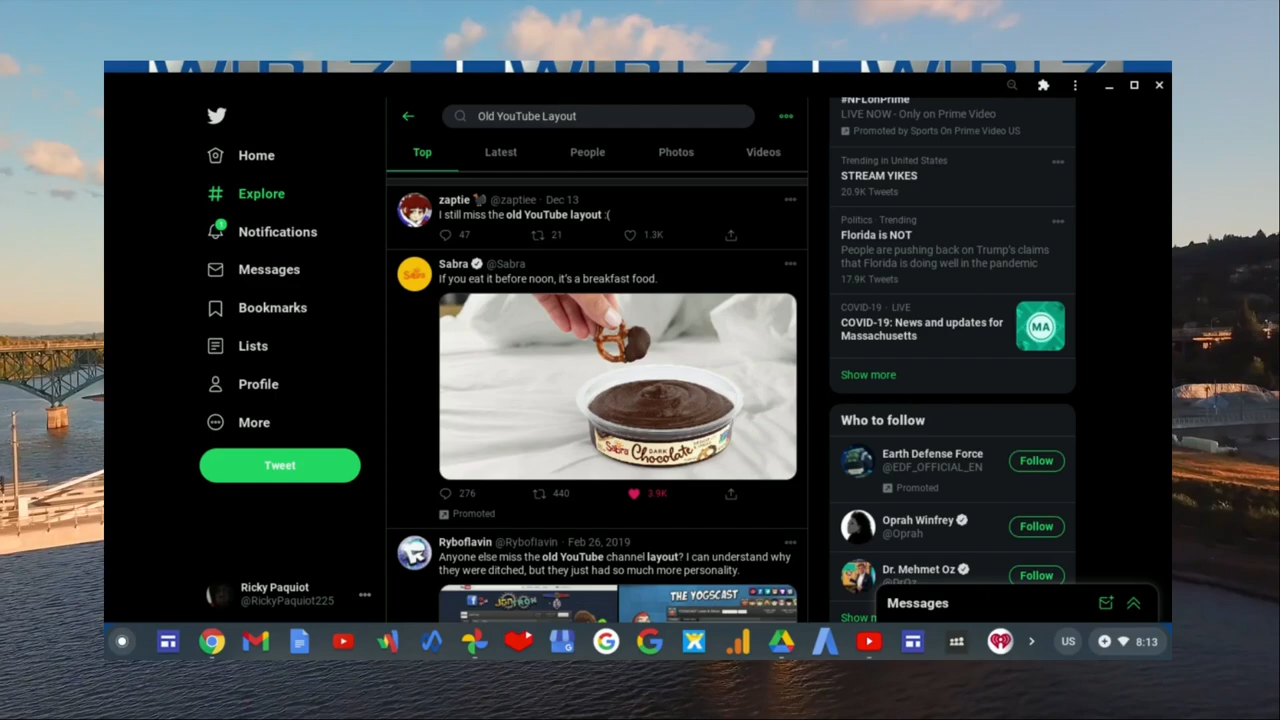 Old YouTube Layout
Top
Latest
People
Photos
Videos
Home
Explore
1
Notifications
Messages
Bookmarks
Lists
Profile
More
Tweet
Ricky Paquiot
@RickyPaquiot225
zaptie @zaptiee · Dec 13
I still miss the old YouTube layout :(
47
21
1.3K
Sabra @Sabra
Sabra
If you eat it before noon, it's a breakfast food.
Sabra DARK Chocolate
276
440
3.9K
Promoted
Ryboflavin @Ryboflavin · Feb 26, 2019
Anyone else miss the old YouTube channel layout? I can understand why
they were ditched, but they just had so much more personality.
THE YOGSCAST
#NFLonPrime
LIVE NOW · Only on Prime Video
Promoted by Sports On Prime Video US
Trending in United States
STREAM YIKES
20.9K Tweets
Politics · Trending
Florida is NOT
People are pushing back on Trump's claims
that Florida is doing well in the pandemic
17.9K Tweets
COVID-19 · LIVE
COVID-19: News and updates for
Massachusetts
MA
Show more
Who to follow
Earth Defense Force
@EDF_OFFICIAL_EN
Follow
Promoted
Oprah Winfrey
@Oprah
Follow
Dr. Mehmet Oz
@DrOz
Follow
Messages
US
8:13